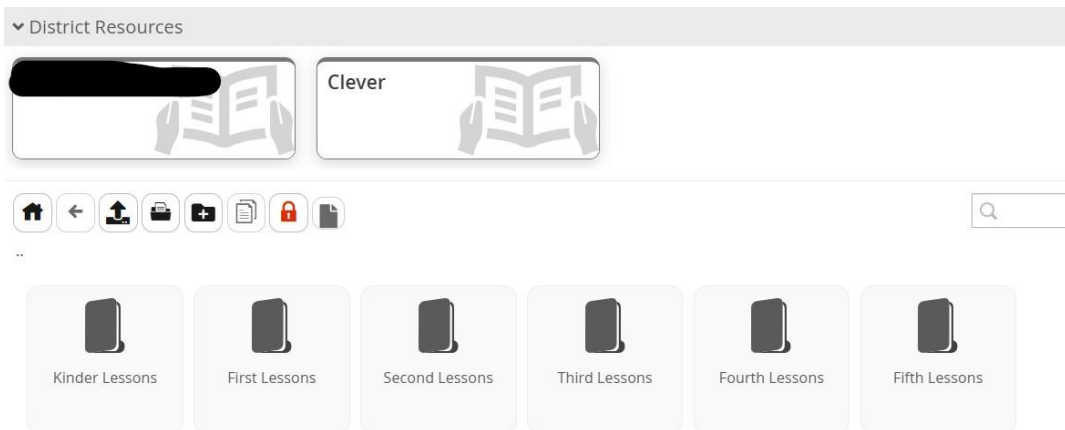 District Resources
Clever
..
Kinder Lessons
First Lessons
Second Lessons
Third Lessons
Fourth Lessons
Fifth Lessons